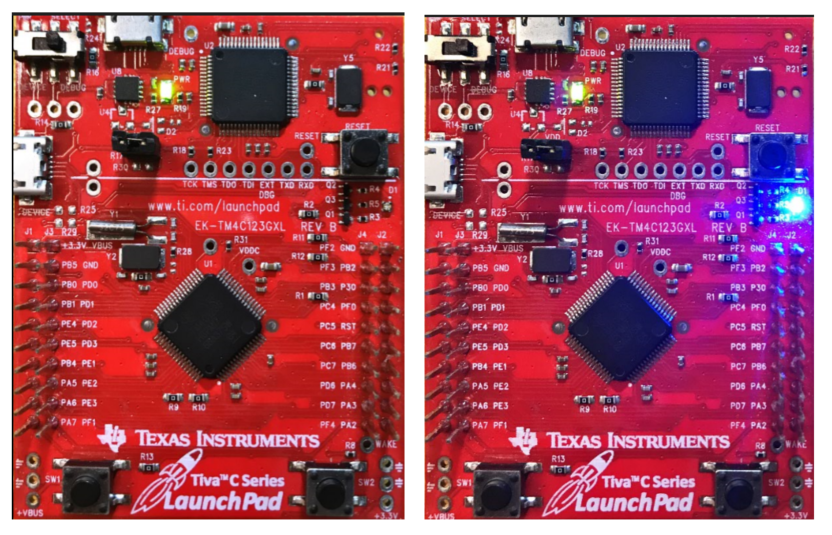 SELECT
DEBUG
U2
R22
R16
R24
R21
Y5
DEVICE
DEBUG
U8
PWR
R27
R19
U4
R14
D2
VDD
RESET
R18
R23
TCK TMS TDO TDI EXT TXD RXD
DBG
Q2
R4
D1
Q3
R5
Q1
R3
R2
www.ti.com/launchpad
EK-TM4C123GXL
REV B
DEVICE
R25
R29
Y1
J1 J3
J4 J2
+3.3V VBUS
PF2 GND
PB5 GND
PF3 PB2
PB0 PD0
PB3 P30
PB1 PD1
PC4 PF0
PE4 PD2
PC5 RST
PE5 PD3
PC6 PB7
PB4 PE1
PC7 PB6
PA5 PE2
PD6 PA4
PA6 PE3
PD7 PA3
PA7 PF1
PF4 PA2
Y2
R28
U1
R31
VDDC
R11
R12
R1
R9 R10
TEXAS INSTRUMENTS
R8
WAKE
R13
SW1
SW2
Tiva™ C Series
LaunchPad
+VBUS
+3.3V
SELECT
DEBUG
U2
R22
R24
R16
R21
Y5
DEVICE
DEBUG
U8
PWR
R27
R19
U4
R14
D2
VDD
RESET
R18
R23
TCK TMS TDO TDI EXT TXD RXD
DBG
Q2
R4
D1
Q3
Q1
R2
www.ti.com/launchpad
EK-TM4C123GXL
REV B
DEVICE
R25
R29
Y1
J1 J3
J4 J2
+3.3V VBUS
PF2 GND
PB5 GND
PF3 PB2
PB0 PD0
PB3 P30
PB1 PD1
PC4 PF0
PE4 PD2
PC5 RST
PE5 PD3
PC6 PB7
PB4 PE1
PC7 PB6
PA5 PE2
PD6 PA4
PA6 PE3
PD7 PA3
PA7 PF1
PF4 PA2
Y2
R28
U1
R31
VDDC
R11
R12
R1
R9 R10
TEXAS INSTRUMENTS
R8
WAKE
R13
SW1
SW2
Tiva™ C Series
LaunchPad
+VBUS
+3.3V